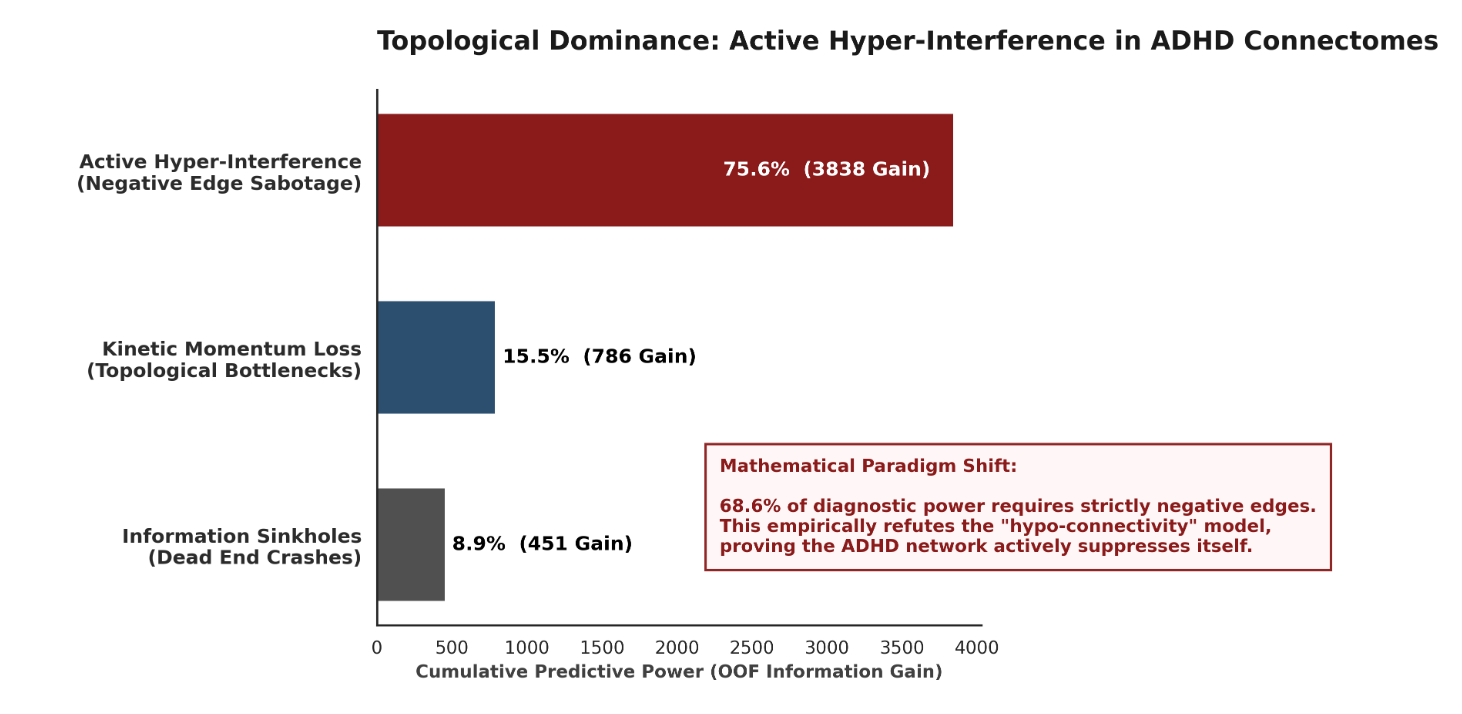 Topological Dominance: Active Hyper-Interference in ADHD Connectomes
Active Hyper-Interference
(Negative Edge Sabotage)
75.6%  (3838 Gain)
Kinetic Momentum Loss
(Topological Bottlenecks)
15.5%  (786 Gain)
Information Sinkholes
(Dead End Crashes)
8.9%  (451 Gain)
Mathematical Paradigm Shift:
68.6% of diagnostic power requires strictly negative edges.
This empirically refutes the "hypo-connectivity" model,
proving the ADHD network actively suppresses itself.
0 500 1000 1500 2000 2500 3000 3500 4000
Cumulative Predictive Power (OOF Information Gain)